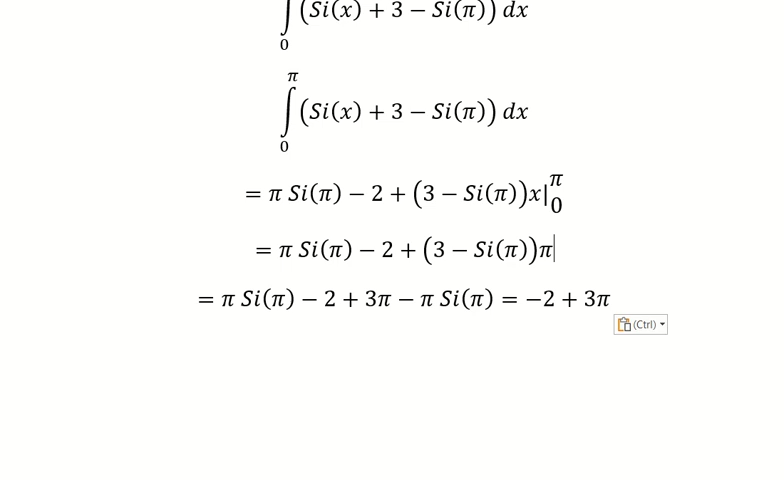 ∫₀ (Si(x) + 3 − Si(π)) dx
∫₀^π (Si(x) + 3 − Si(π)) dx
= π Si(π) − 2 + (3 − Si(π))x|₀^π
= π Si(π) − 2 + (3 − Si(π))π
= π Si(π) − 2 + 3π − π Si(π) = −2 + 3π
(Ctrl)